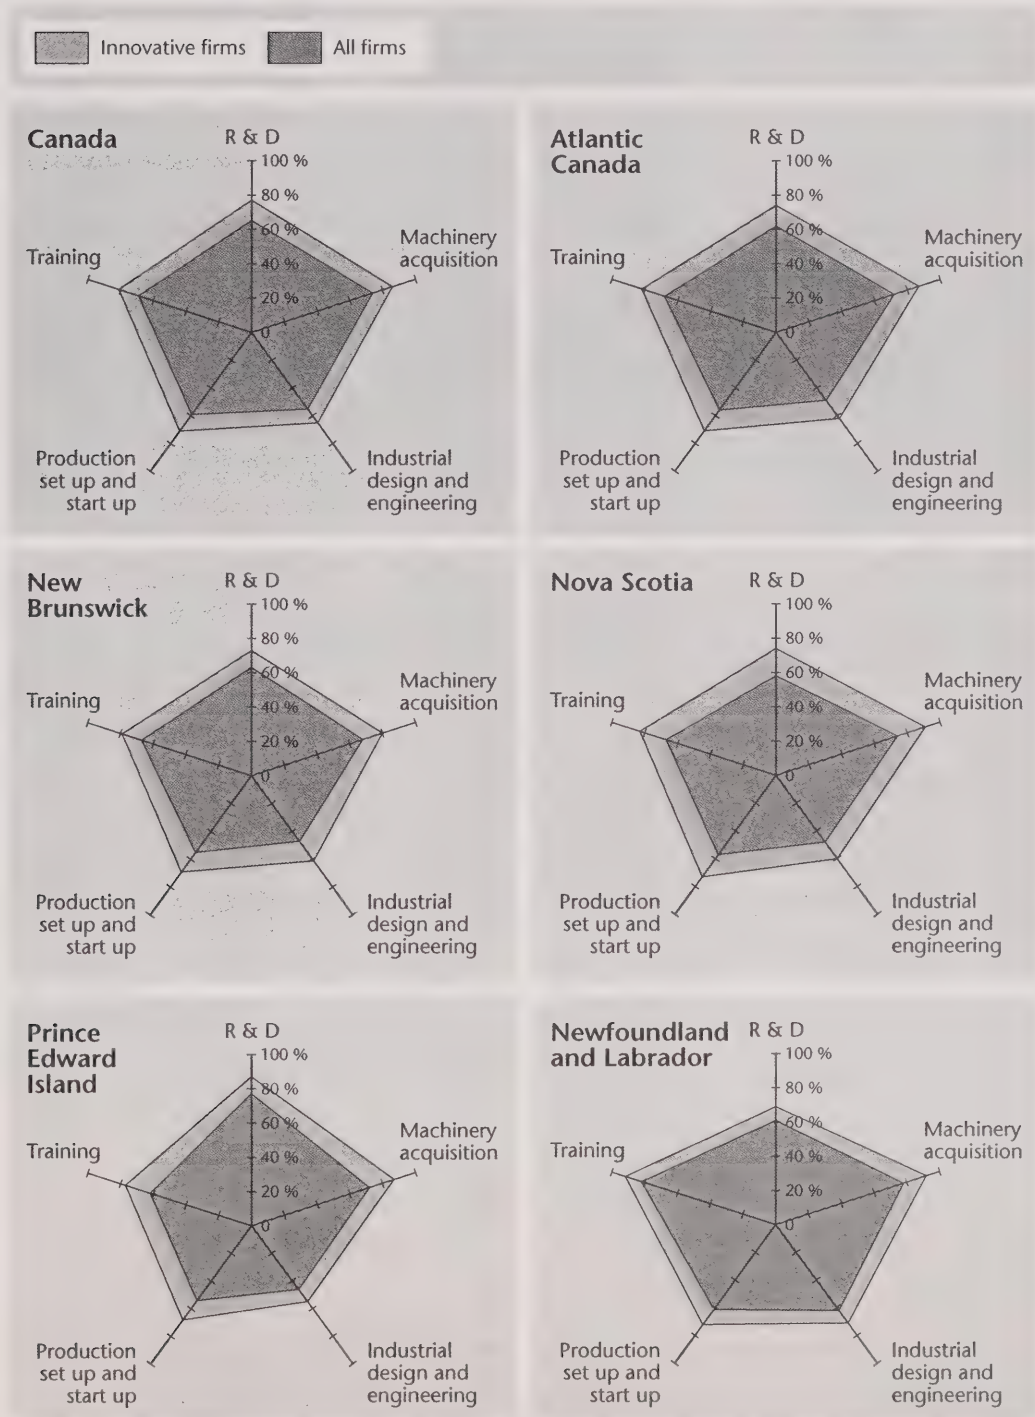 Innovative firms
All firms
Canada
R & D
100 %
80 %
60 %
40 %
20 %
0
Training
Machinery
acquisition
Production
set up and
start up
Industrial
design and
engineering
Atlantic
Canada
R & D
100 %
80 %
60 %
40 %
20 %
0
Training
Machinery
acquisition
Production
set up and
start up
Industrial
design and
engineering
New
Brunswick
R & D
100 %
80 %
60 %
40 %
20 %
0
Training
Machinery
acquisition
Production
set up and
start up
Industrial
design and
engineering
Nova Scotia
R & D
100 %
80 %
60 %
40 %
20 %
0
Training
Machinery
acquisition
Production
set up and
start up
Industrial
design and
engineering
Prince
Edward
Island
R & D
100 %
80 %
60 %
40 %
20 %
0
Training
Machinery
acquisition
Production
set up and
start up
Industrial
design and
engineering
Newfoundland
and Labrador
R & D
100 %
80 %
60 %
40 %
20 %
0
Training
Machinery
acquisition
Production
set up and
start up
Industrial
design and
engineering